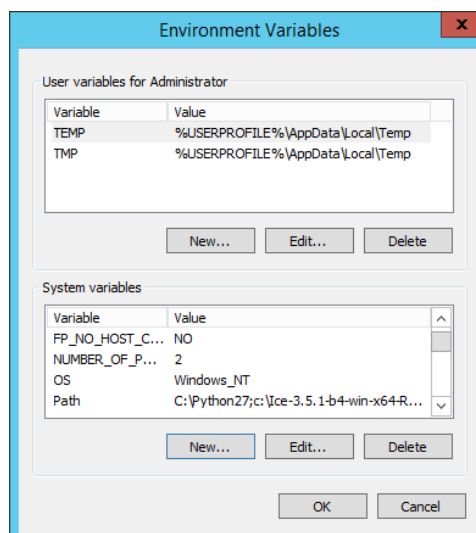 Environment Variables
x
User variables for Administrator
Variable Value
TEMP %USERPROFILE%\AppData\Local\Temp
TMP %USERPROFILE%\AppData\Local\Temp
New... Edit... Delete
System variables
Variable Value
FP_NO_HOST_C... NO
NUMBER_OF_P... 2
OS Windows_NT
Path C:\Python27;c:\Ice-3.5.1-b4-win-x64-R...
New... Edit... Delete
OK Cancel